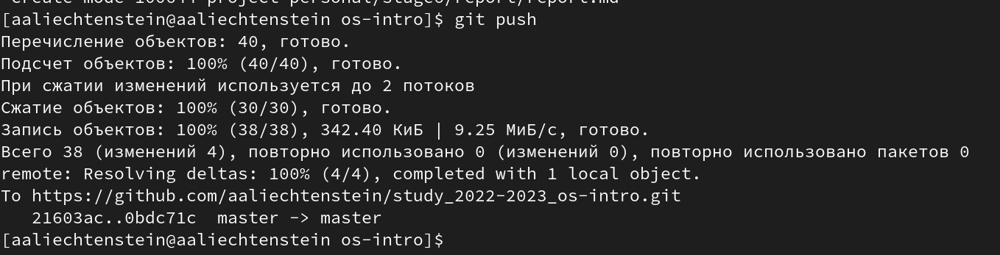 [aaliechtenstein@aaliechtenstein os-intro]$ git push
Перечисление объектов: 40, готово.
Подсчет объектов: 100% (40/40), готово.
При сжатии изменений используется до 2 потоков
Сжатие объектов: 100% (30/30), готово.
Запись объектов: 100% (38/38), 342.40 КиБ | 9.25 МиБ/с, готово.
Всего 38 (изменений 4), повторно использовано 0 (изменений 0), повторно использовано пакетов 0
remote: Resolving deltas: 100% (4/4), completed with 1 local object.
To https://github.com/aaliechtenstein/study_2022-2023_os-intro.git
   21603ac..0bdc71c  master -> master
[aaliechtenstein@aaliechtenstein os-intro]$